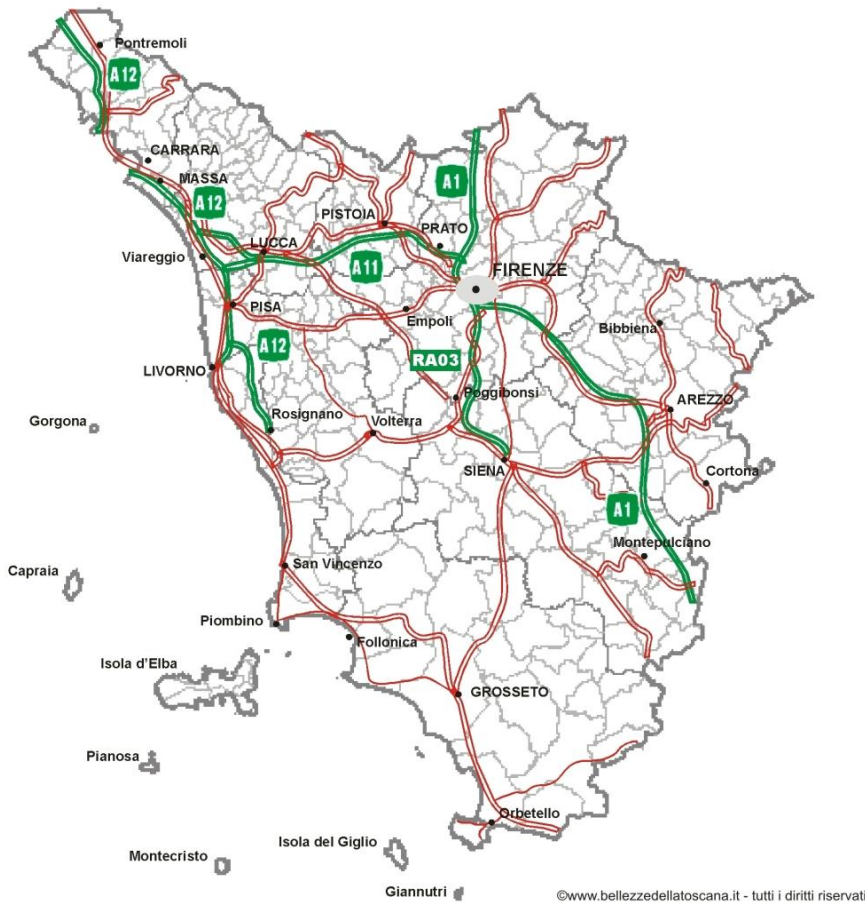 Pontremoli
A12
CARRARA
MASSA
A12
A1
PISTOIA
PRATO
LUCCA
Viareggio
A11
FIRENZE
PISA
Empoli
Bibbiena
A12
RA03
LIVORNO
Poggibonsi
AREZZO
Gorgona
Rosignano
Volterra
SIENA
Cortona
A1
Montepulciano
Capraia
San Vincenzo
Piombino
Follonica
Isola d'Elba
GROSSETO
Pianosa
Orbetello
Isola del Giglio
Montecristo
Giannutri
©www.bellezzedellatoscana.it - tutti i diritti riservati